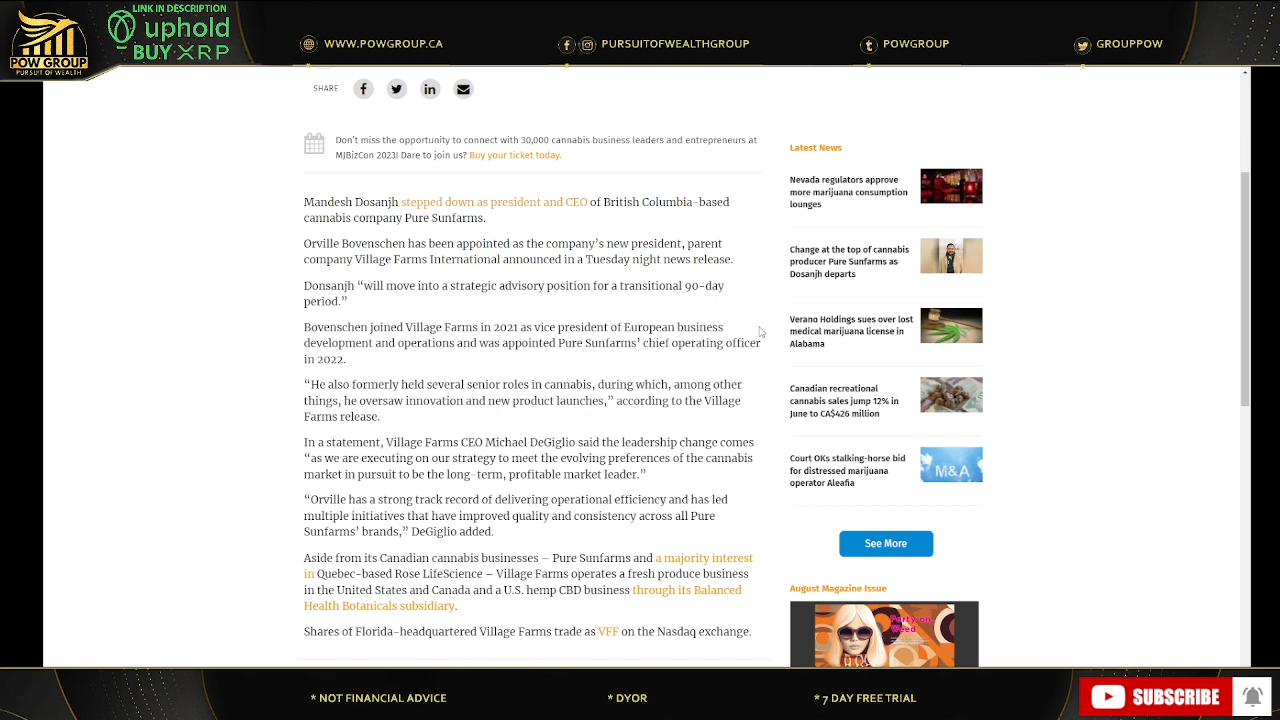 LINK IN DESCRIPTION
uphold
BUY XRP
POW GROUP
PURSUIT OF WEALTH
WWW.POWGROUP.CA
PURSUITOFWEALTHGROUP
POWGROUP
GROUPPOW
SHARE
Don't miss the opportunity to connect with 30,000 cannabis business leaders and entrepreneurs at
MJBizCon 2023! Dare to join us? Buy your ticket today.
Mandesh Dosanjh stepped down as president and CEO of British Columbia-based
cannabis company Pure Sunfarms.
Orville Bovenschen has been appointed as the company's new president, parent
company Village Farms International announced in a Tuesday night news release.
Donsanjh “will move into a strategic advisory position for a transitional 90-day
period.”
Bovenschen joined Village Farms in 2021 as vice president of European business
development and operations and was appointed Pure Sunfarms’ chief operating officer
in 2022.
“He also formerly held several senior roles in cannabis, during which, among other
things, he oversaw innovation and new product launches,” according to the Village
Farms release.
In a statement, Village Farms CEO Michael DeGiglio said the leadership change comes
“as we are executing on our strategy to meet the evolving preferences of the cannabis
market in pursuit to be the long-term, profitable market leader.”
“Orville has a strong track record of delivering operational efficiency and has led
multiple initiatives that have improved quality and consistency across all Pure
Sunfarms’ brands,” DeGiglio added.
Aside from its Canadian cannabis businesses – Pure Sunfarms and a majority interest
in Quebec-based Rose LifeScience – Village Farms operates a fresh produce business
in the United States and Canada and a U.S. hemp CBD business through its Balanced
Health Botanicals subsidiary.
Shares of Florida-headquartered Village Farms trade as VFF on the Nasdaq exchange.
Latest News
Nevada regulators approve
more marijuana consumption
lounges
Change at the top of cannabis
producer Pure Sunfarms as
Dosanjh departs
Verano Holdings sues over lost
medical marijuana license in
Alabama
Canadian recreational
cannabis sales jump 12% in
June to CA$426 million
Court OKs stalking-horse bid
for distressed marijuana
operator Aleafia
M&A
See More
August Magazine Issue
Party on
Weed
* NOT FINANCIAL ADVICE
* DYOR
* 7 DAY FREE TRIAL
SUBSCRIBE